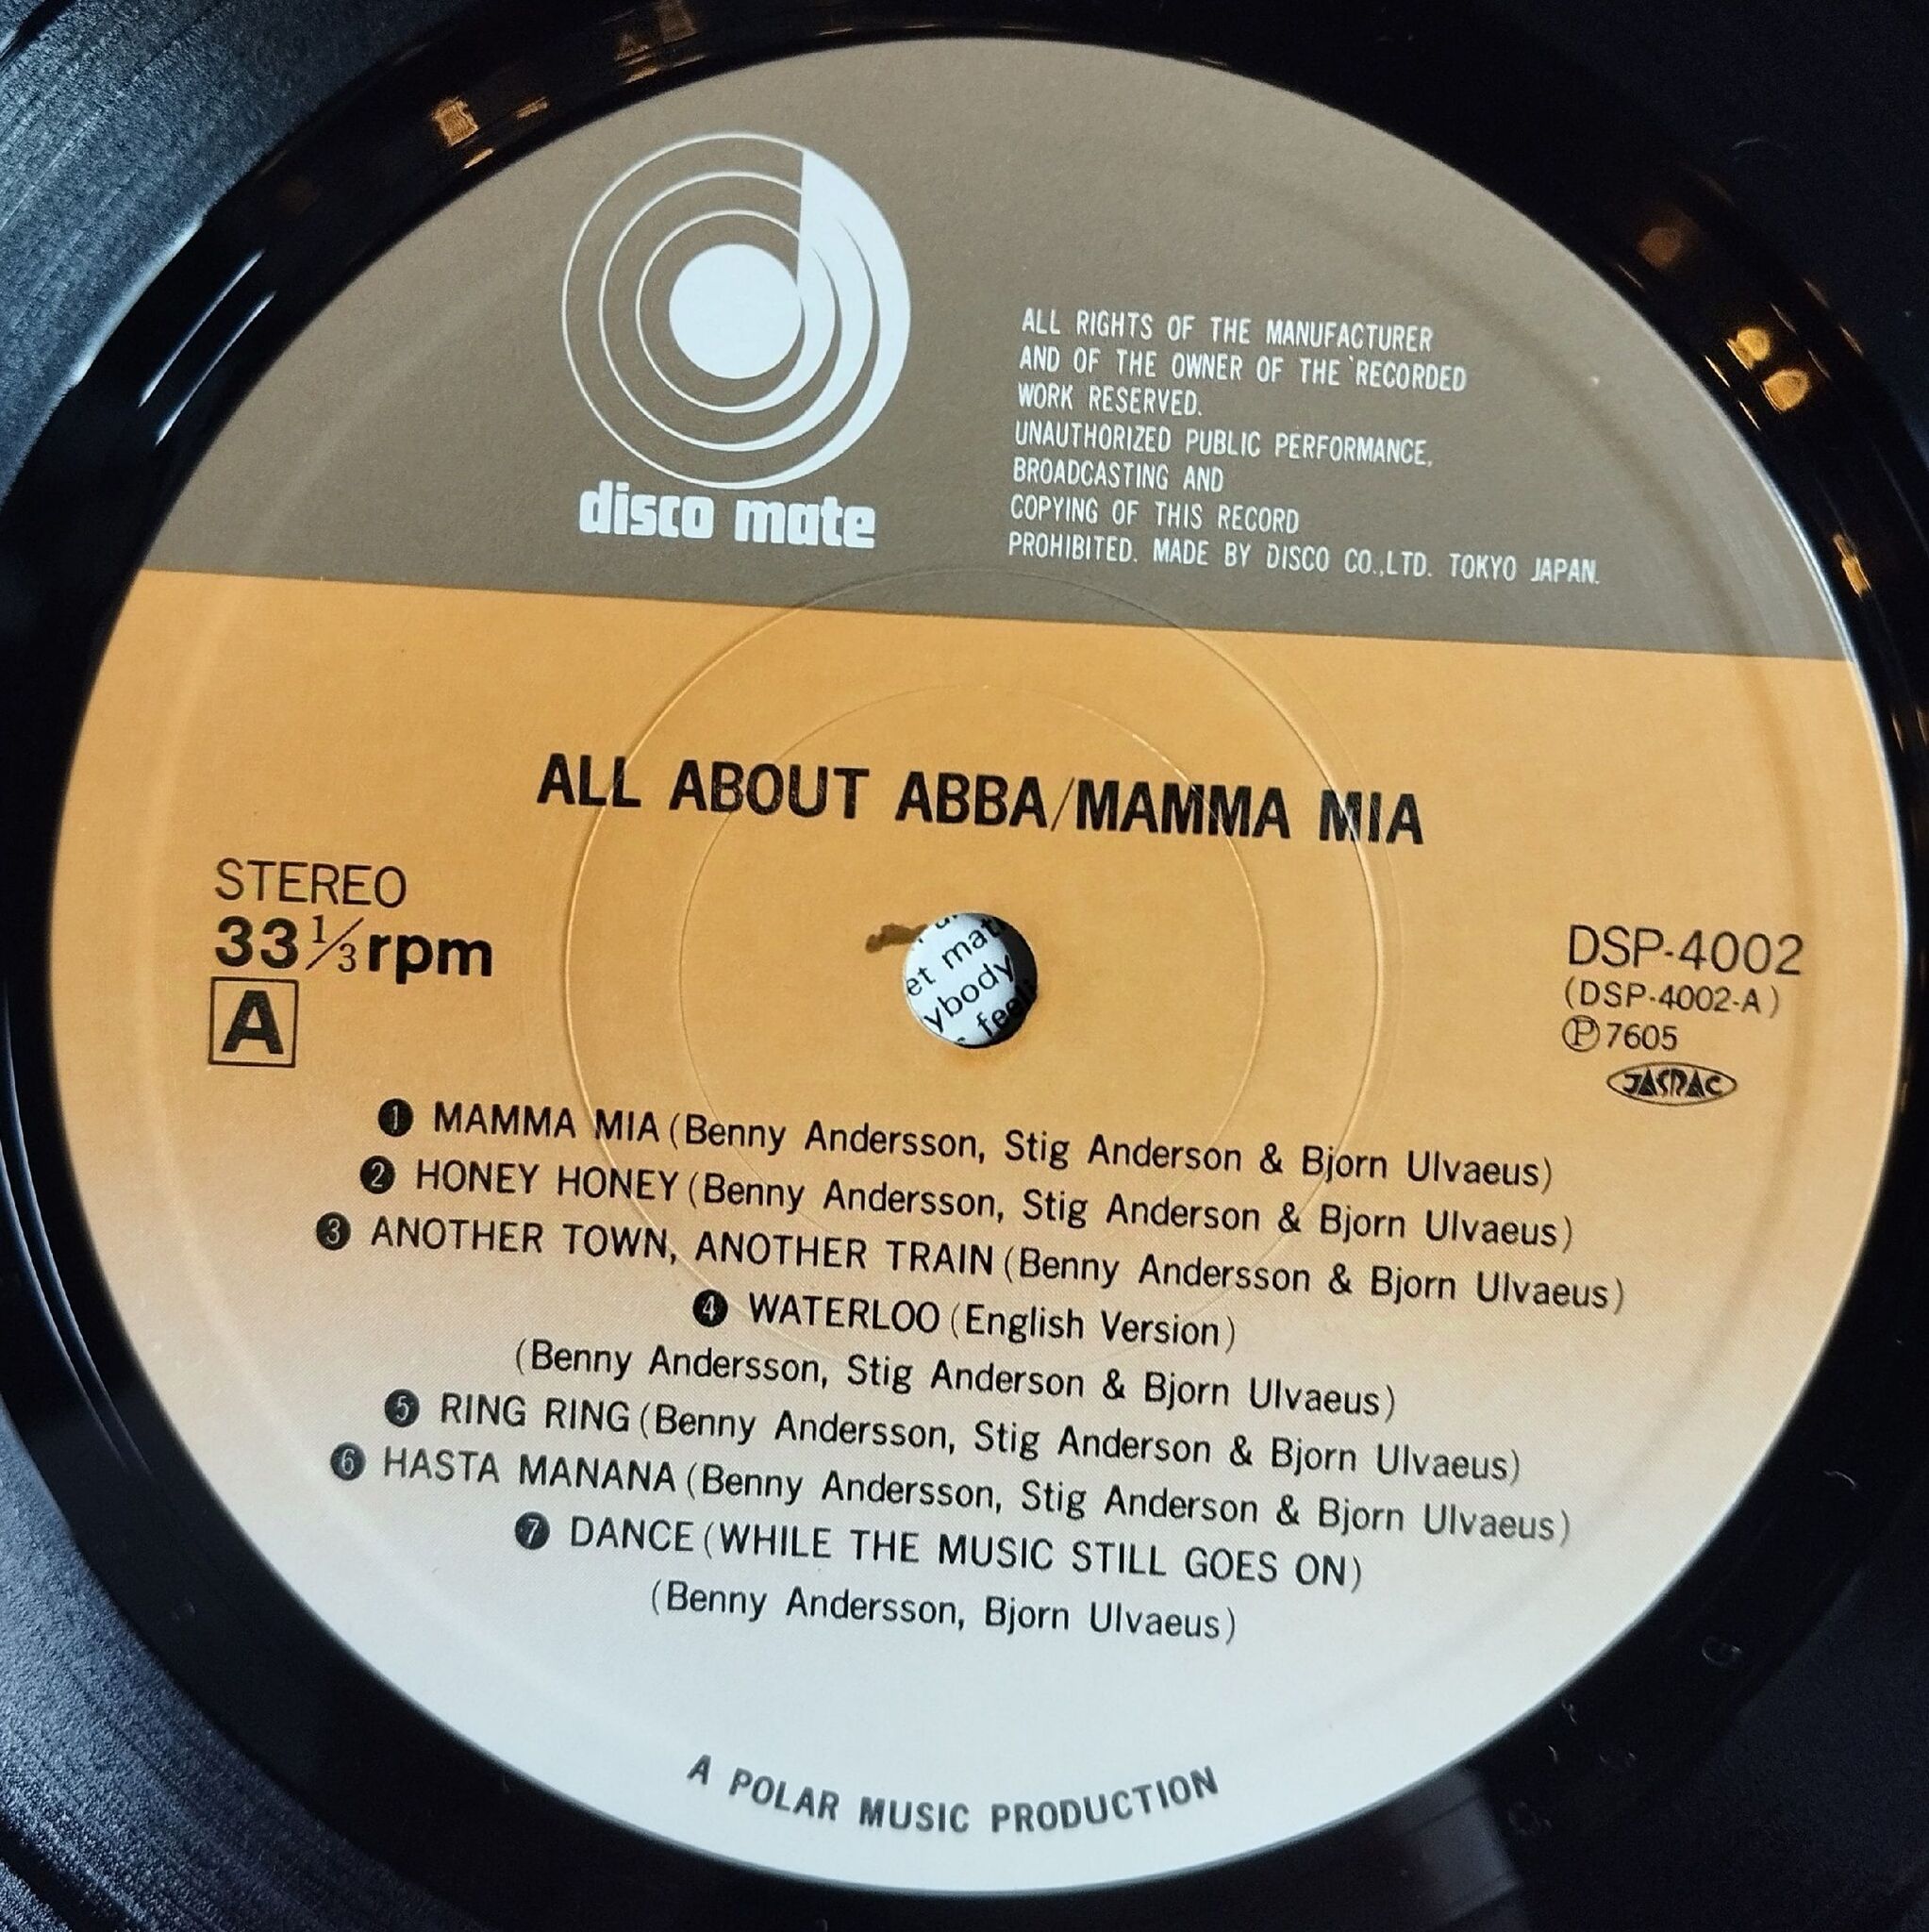 disco mate
ALL RIGHTS OF THE MANUFACTURER
AND OF THE OWNER OF THE RECORDED
WORK RESERVED.
UNAUTHORIZED PUBLIC PERFORMANCE,
BROADCASTING AND
COPYING OF THIS RECORD
PROHIBITED. MADE BY DISCO CO.,LTD. TOKYO JAPAN.
ALL ABOUT ABBA/MAMMA MIA
STEREO
33⅓rpm
A
et mat
ybody
feeli
DSP-4002
(DSP-4002-A)
Ⓟ7605
JASRAC
❶ MAMMA MIA (Benny Andersson, Stig Anderson & Bjorn Ulvaeus)
❷ HONEY HONEY (Benny Andersson, Stig Anderson & Bjorn Ulvaeus)
❸ ANOTHER TOWN, ANOTHER TRAIN (Benny Andersson & Bjorn Ulvaeus)
❹ WATERLOO (English Version)
(Benny Andersson, Stig Anderson & Bjorn Ulvaeus)
❺ RING RING (Benny Andersson, Stig Anderson & Bjorn Ulvaeus)
❻ HASTA MANANA (Benny Andersson, Stig Anderson & Bjorn Ulvaeus)
❼ DANCE (WHILE THE MUSIC STILL GOES ON)
(Benny Andersson, Bjorn Ulvaeus)
A POLAR MUSIC PRODUCTION